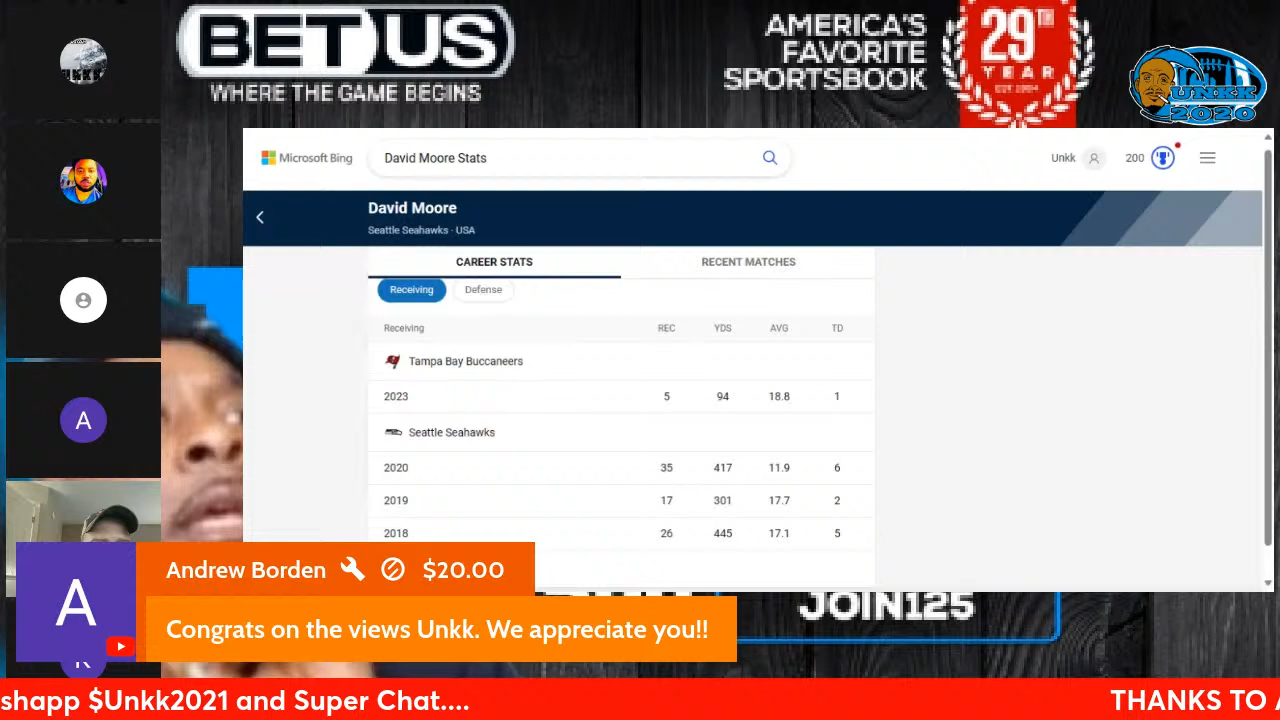 BETUS
WHERE THE GAME BEGINS
AMERICA'S
FAVORITE
SPORTSBOOK
29TH
YEAR
EST 1994
UNKK
2020
Microsoft Bing
David Moore Stats
Unkk
200
David Moore
Seattle Seahawks · USA
CAREER STATS
RECENT MATCHES
Receiving
Defense
Receiving REC YDS AVG TD
Tampa Bay Buccaneers
2023 5 94 18.8 1
Seattle Seahawks
2020 35 417 11.9 6
2019 17 301 17.7 2
2018 26 445 17.1 5
JOIN125
A
A
Andrew Borden $20.00
Congrats on the views Unkk. We appreciate you!!
shapp $Unkk2021 and Super Chat....
THANKS TO A